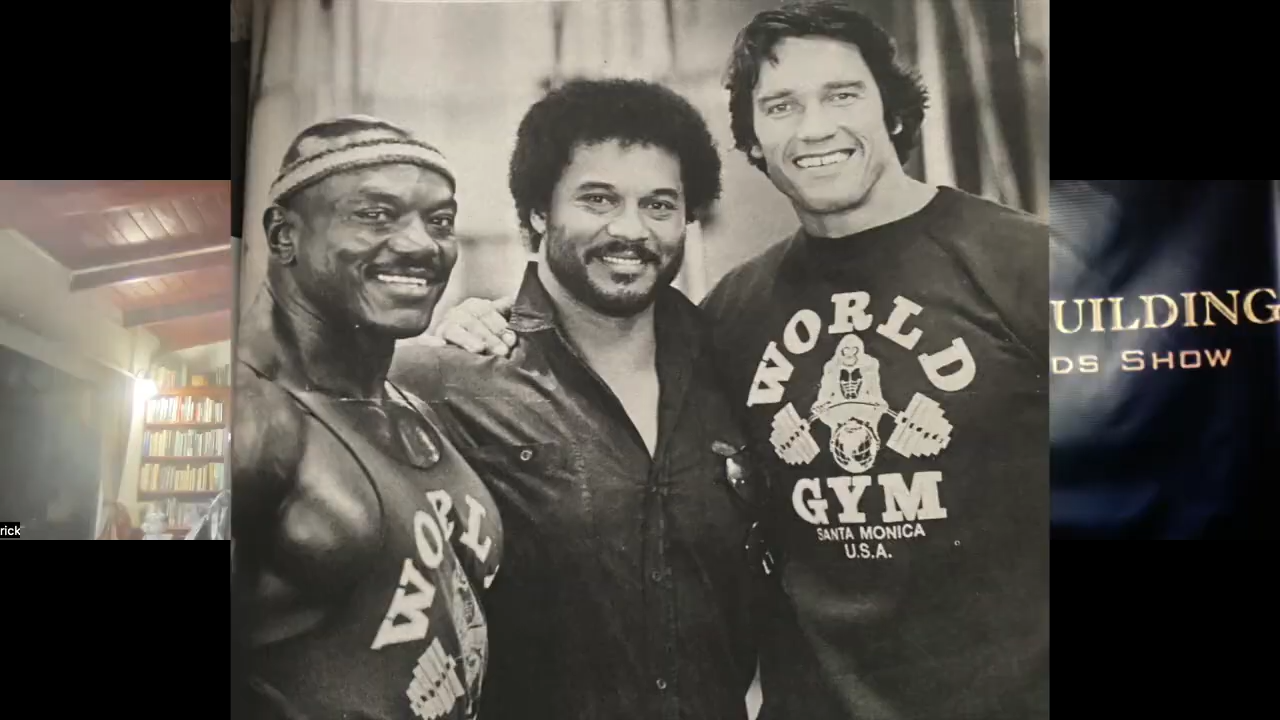 rick
WORL
WORLD
GYM
SANTA MONICA
U.S.A.
UILDING
DS SHOW